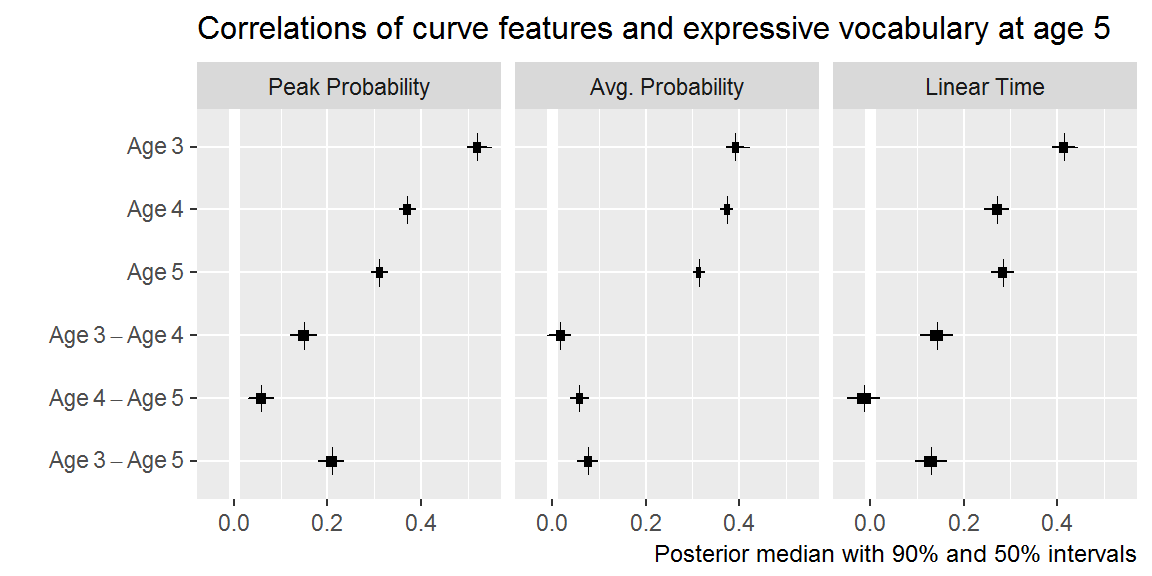 Correlations of curve features and expressive vocabulary at age 5
Peak Probability
Avg. Probability
Linear Time
Age 3
Age 4
Age 5
Age 3 – Age 4
Age 4 – Age 5
Age 3 – Age 5
0.0 0.2 0.4
0.0 0.2 0.4
0.0 0.2 0.4
Posterior median with 90% and 50% intervals